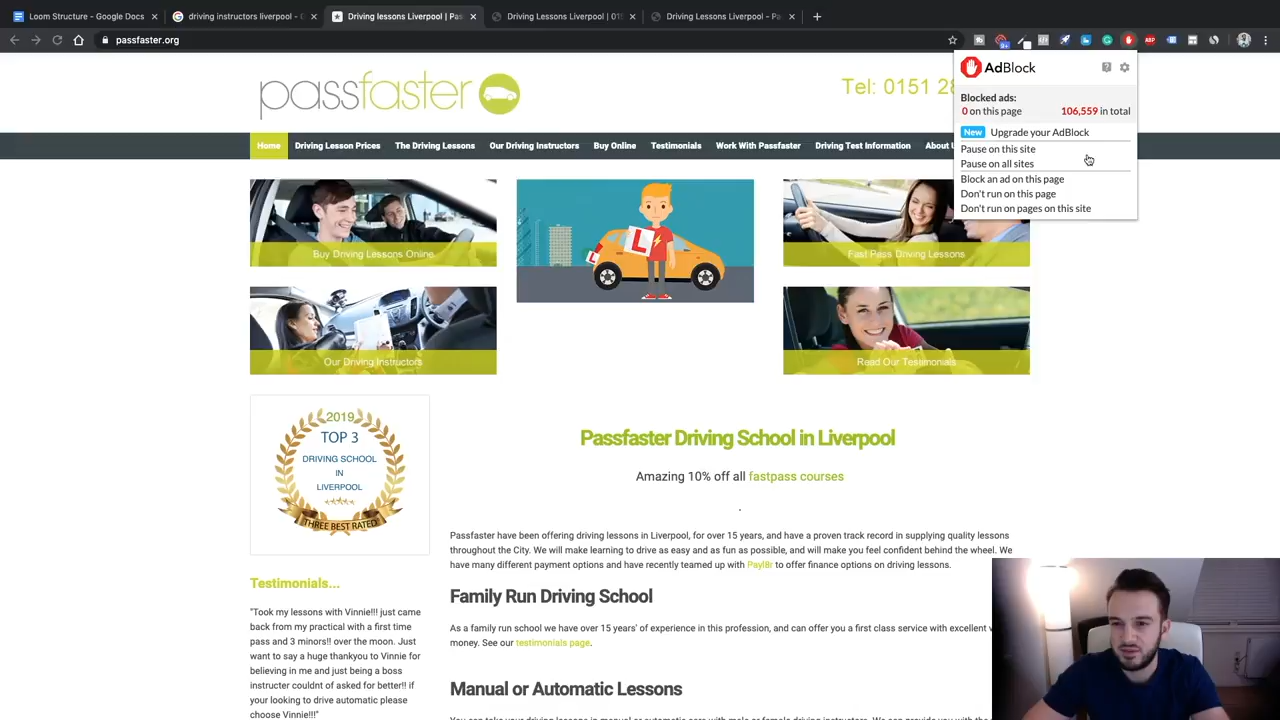 Loom Structure - Google Docs
driving instructors liverpool -
Driving lessons Liverpool | Pas
Driving Lessons Liverpool | 01
Driving Lessons Liverpool - Pa
passfaster.org
passfaster
Tel: 0151 28
AdBlock
Blocked ads:
0 on this page 106,559 in total
New Upgrade your AdBlock
Pause on this site
Pause on all sites
Block an ad on this page
Don't run on this page
Don't run on pages on this site
Home Driving Lesson Prices The Driving Lessons Our Driving Instructors Buy Online Testimonials Work With Passfaster Driving Test Information About U
Buy Driving Lessons Online
L
L
Fast Pass Driving Lessons
Our Driving Instructors
Read Our Testimonials
2019
TOP 3
DRIVING SCHOOL
IN
LIVERPOOL
THREE BEST RATED
Passfaster Driving School in Liverpool
Amazing 10% off all fastpass courses
.
Passfaster have been offering driving lessons in Liverpool, for over 15 years, and have a proven track record in supplying quality lessons
throughout the City. We will make learning to drive as easy and as fun as possible, and will make you feel confident behind the wheel. We
have many different payment options and have recently teamed up with Payl8r to offer finance options on driving lessons.
Testimonials...
"Took my lessons with Vinnie!!! just came
back from my practical with a first time
pass and 3 minors!! over the moon. Just
want to say a huge thankyou to Vinnie for
believing in me and just being a boss
instructer couldnt of asked for better!! if
your looking to drive automatic please
choose Vinnie!!!"
Family Run Driving School
As a family run school we have over 15 years' of experience in this profession, and can offer you a first class service with excellent v
money. See our testimonials page.
Manual or Automatic Lessons